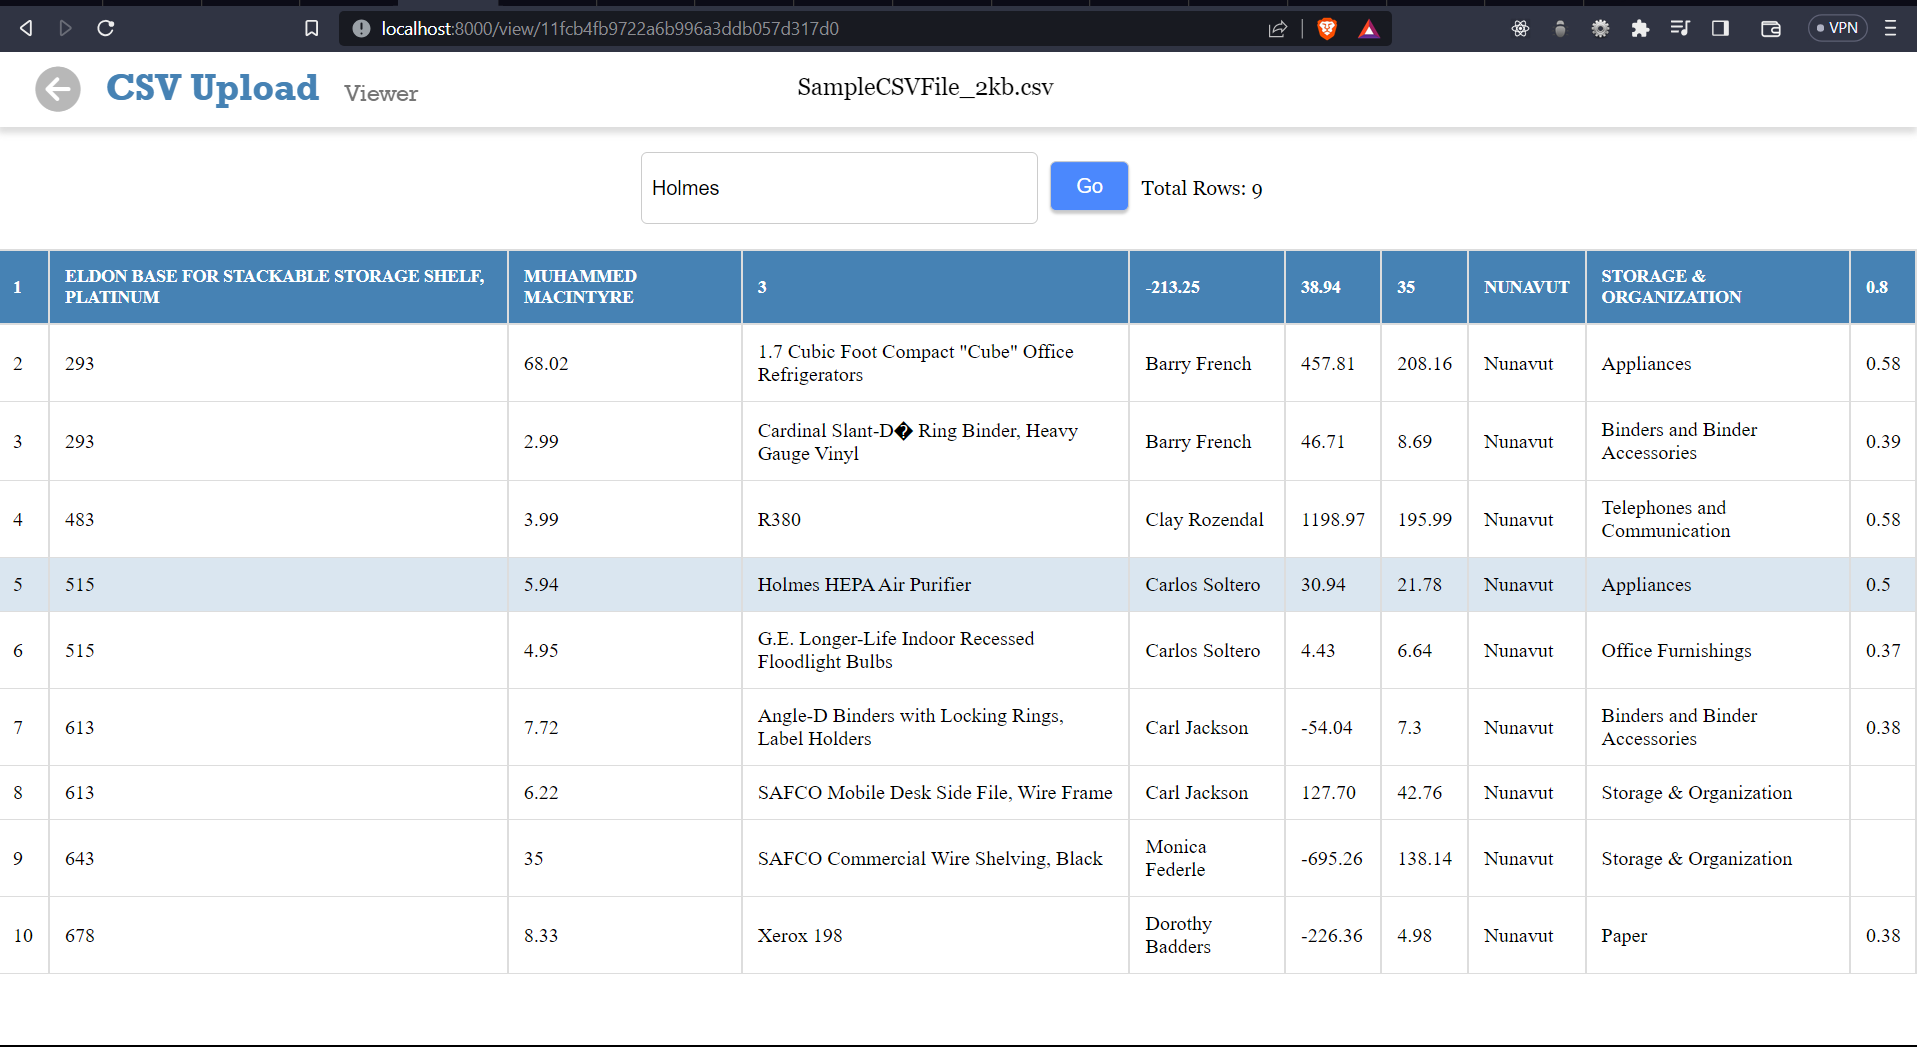 localhost:8000/view/11fcb4fb9722a6b996a3ddb057d317d0
VPN
CSV Upload Viewer
SampleCSVFile_2kb.csv
Holmes
Go
Total Rows: 9
1 ELDON BASE FOR STACKABLE STORAGE SHELF, PLATINUM MUHAMMED MACINTYRE 3 -213.25 38.94 35 NUNAVUT STORAGE & ORGANIZATION 0.8
2 293 68.02 1.7 Cubic Foot Compact "Cube" Office Refrigerators Barry French 457.81 208.16 Nunavut Appliances 0.58
3 293 2.99 Cardinal Slant-D� Ring Binder, Heavy Gauge Vinyl Barry French 46.71 8.69 Nunavut Binders and Binder Accessories 0.39
4 483 3.99 R380 Clay Rozendal 1198.97 195.99 Nunavut Telephones and Communication 0.58
5 515 5.94 Holmes HEPA Air Purifier Carlos Soltero 30.94 21.78 Nunavut Appliances 0.5
6 515 4.95 G.E. Longer-Life Indoor Recessed Floodlight Bulbs Carlos Soltero 4.43 6.64 Nunavut Office Furnishings 0.37
7 613 7.72 Angle-D Binders with Locking Rings, Label Holders Carl Jackson -54.04 7.3 Nunavut Binders and Binder Accessories 0.38
8 613 6.22 SAFCO Mobile Desk Side File, Wire Frame Carl Jackson 127.70 42.76 Nunavut Storage & Organization
9 643 35 SAFCO Commercial Wire Shelving, Black Monica Federle -695.26 138.14 Nunavut Storage & Organization
10 678 8.33 Xerox 198 Dorothy Badders -226.36 4.98 Nunavut Paper 0.38